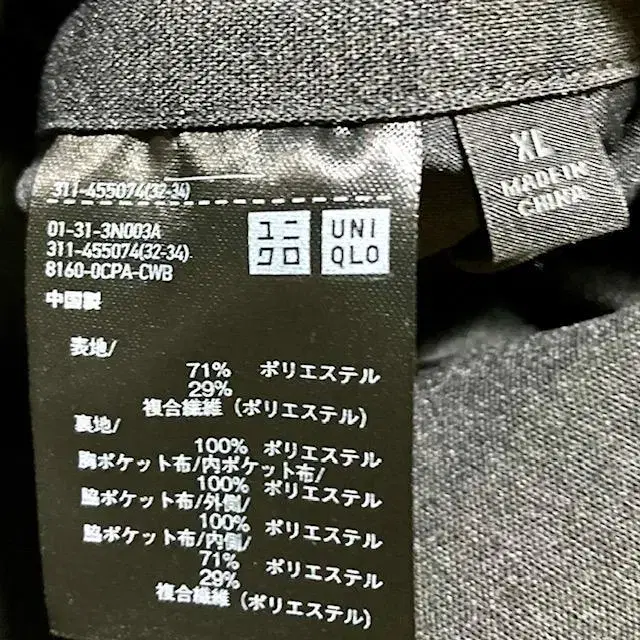 311-455074(32-34)
01-31-3N003A
311-455074(32-34)
8160-0CPA-CWB
ユニ
クロ
UNI
QLO
XL
MADE IN
CHINA
中国製
表地/
71% ポリエステル
29%
複合繊維 (ポリエステル)
裏地/
100% ポリエステル
胸ポケット布/内ポケット布/
100% ポリエステル
脇ポケット布/外側/
100% ポリエステル
脇ポケット布/内側/
71% ポリエステル
29%
複合繊維 (ポリエステル)